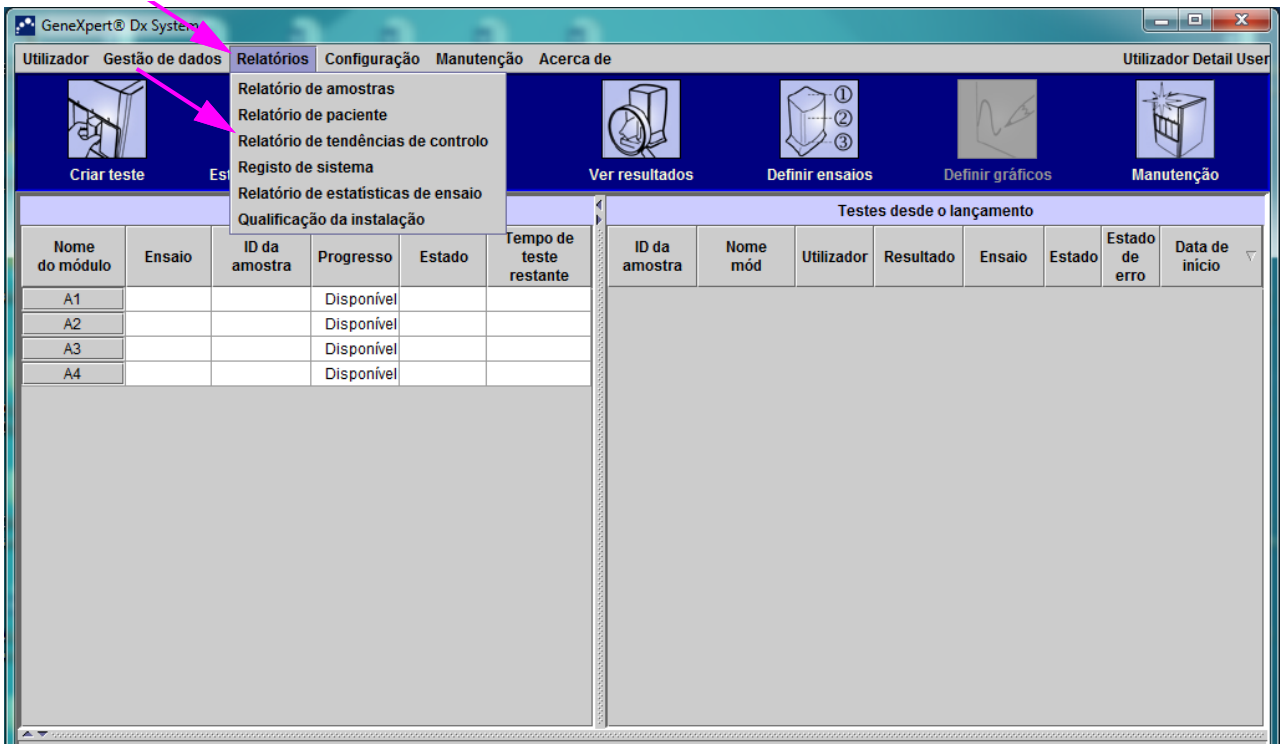 GeneXpert® Dx System
Utilizador Gestão de dados Relatórios Configuração Manutenção Acerca de Utilizador Detail User
Relatório de amostras
Relatório de paciente
Relatório de tendências de controlo
Registo de sistema
Relatório de estatísticas de ensaio
Qualificação da instalação
①
②
③
Criar teste Ver resultados Definir ensaios Definir gráficos Manutenção
Testes desde o lançamento
Nome
do módulo
Ensaio
ID da
amostra
Progresso
Estado
Tempo de
teste
restante
ID da
amostra
Nome
mód
Utilizador
Resultado
Ensaio
Estado
Estado
de
erro
Data de
início
A1 Disponível
A2 Disponível
A3 Disponível
A4 Disponível